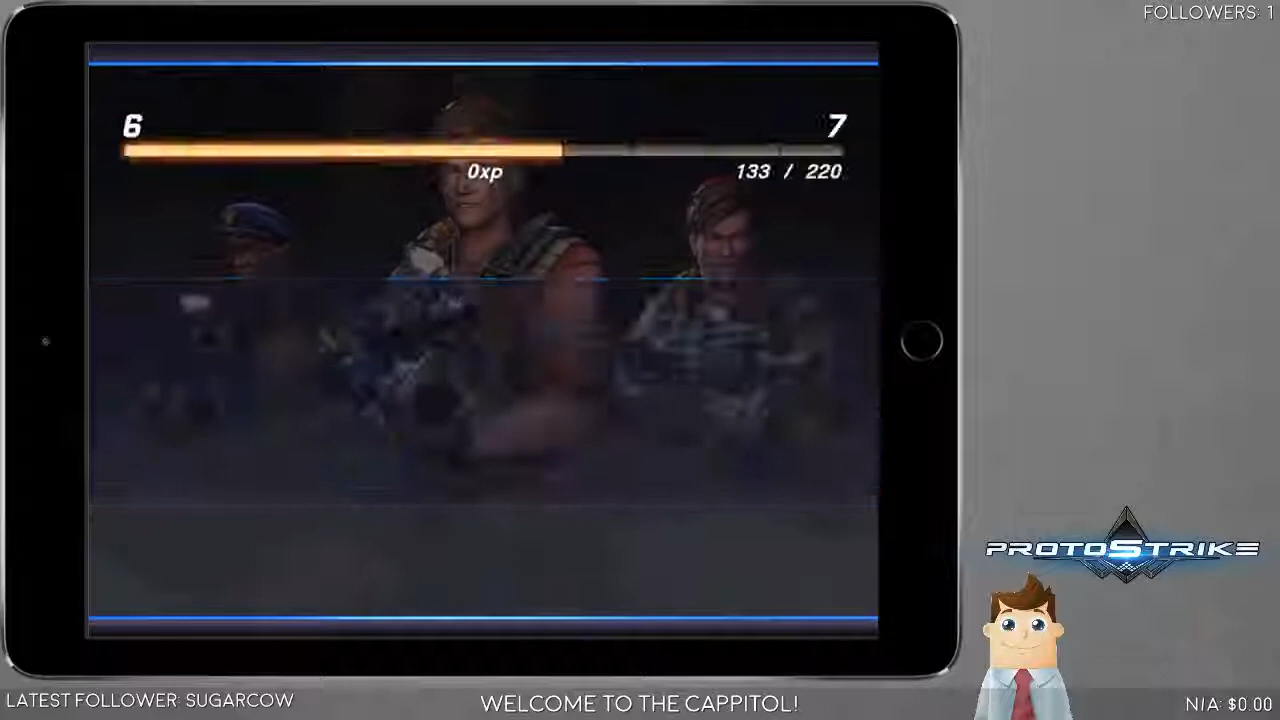 FOLLOWERS: 1
6 7
0xp 133 / 220
PROTOSTRIKE
LATEST FOLLOWER: SUGARCOW
WELCOME TO THE CAPPITOL!
N/A: $0.00